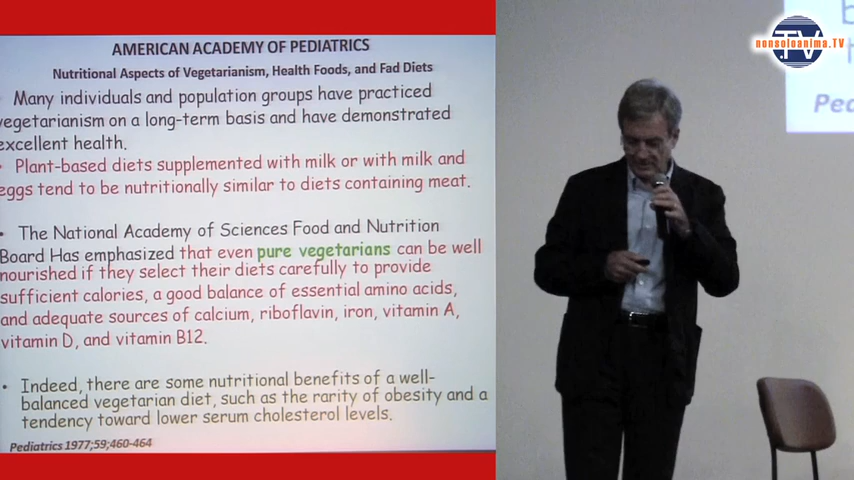 AMERICAN ACADEMY OF PEDIATRICS
Nutritional Aspects of Vegetarianism, Health Foods, and Fad Diets
Many individuals and population groups have practiced
vegetarianism on a long-term basis and have demonstrated
excellent health.
• Plant-based diets supplemented with milk or with milk and
eggs tend to be nutritionally similar to diets containing meat.
• The National Academy of Sciences Food and Nutrition
Board Has emphasized that even pure vegetarians can be well
nourished if they select their diets carefully to provide
sufficient calories, a good balance of essential amino acids,
and adequate sources of calcium, riboflavin, iron, vitamin A,
vitamin D, and vitamin B12.
• Indeed, there are some nutritional benefits of a well-
balanced vegetarian diet, such as the rarity of obesity and a
tendency toward lower serum cholesterol levels.
Pediatrics 1977;59;460-464
TV
nonsoloanima.TV
b
t
Ped